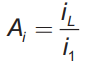 A_i = i_L / i_1